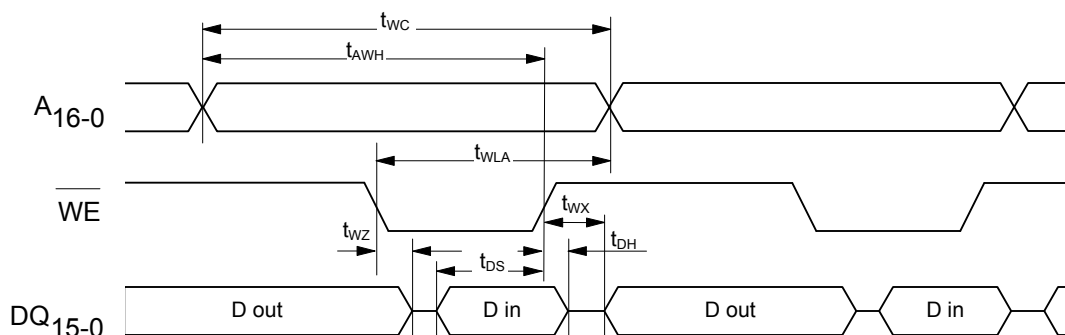 tWC
tAWH
A16-0
tWLA
WE
tWX
tWZ
tDH
tDS
DQ15-0
D out
D in
D out
D in